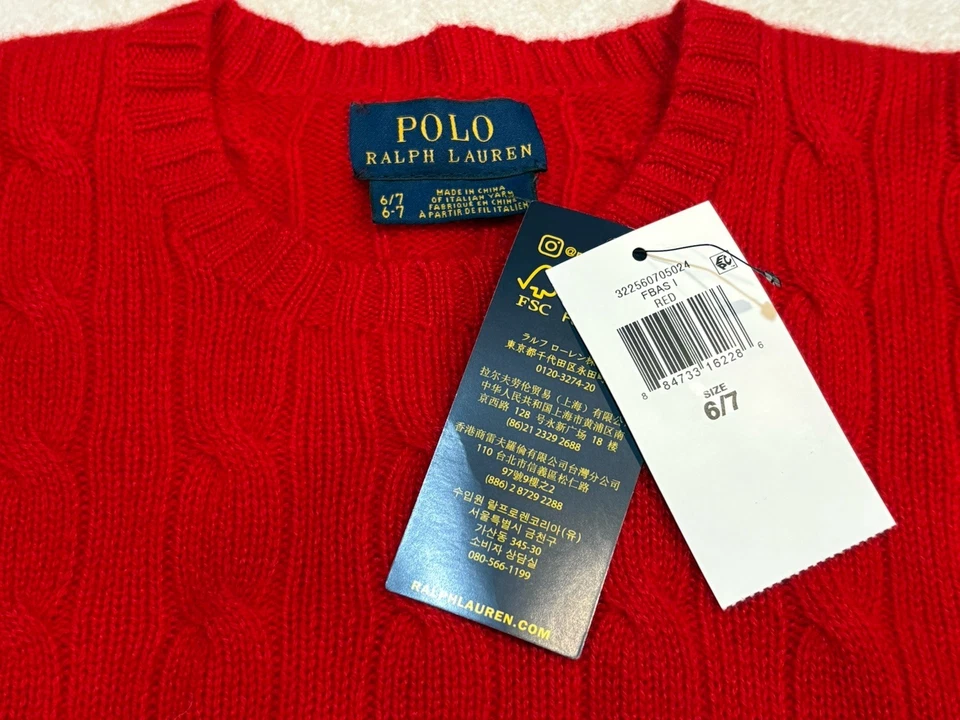 POLO
RALPH LAUREN
6/7
6-7
MADE IN CHINA
OF ITALIAN YARN
FABRIQUÉ EN CHINE
À PARTIR DE FIL ITALIEN
FSC
ラルフ ローレン
東京都千代田区永田
0120-3274-20
拉尔夫劳伦贸易（上海）有限公
中华人民共和国上海市黄浦区南
京西路 128 号永新广场 18 楼
(86)21 2329 2688
香港商雷夫羅倫有限公司台灣分公司
110 台北市信義區松仁路
97號9樓之2
(886) 2 8729 2288
수입원 랄프로렌코리아(유)
서울특별시 금천구
가산동 345-30
소비자 상담실
080-566-1199
RALPHLAUREN.COM
322560705024
FBAS I
RED
8 84733 16228 6
SIZE
6/7